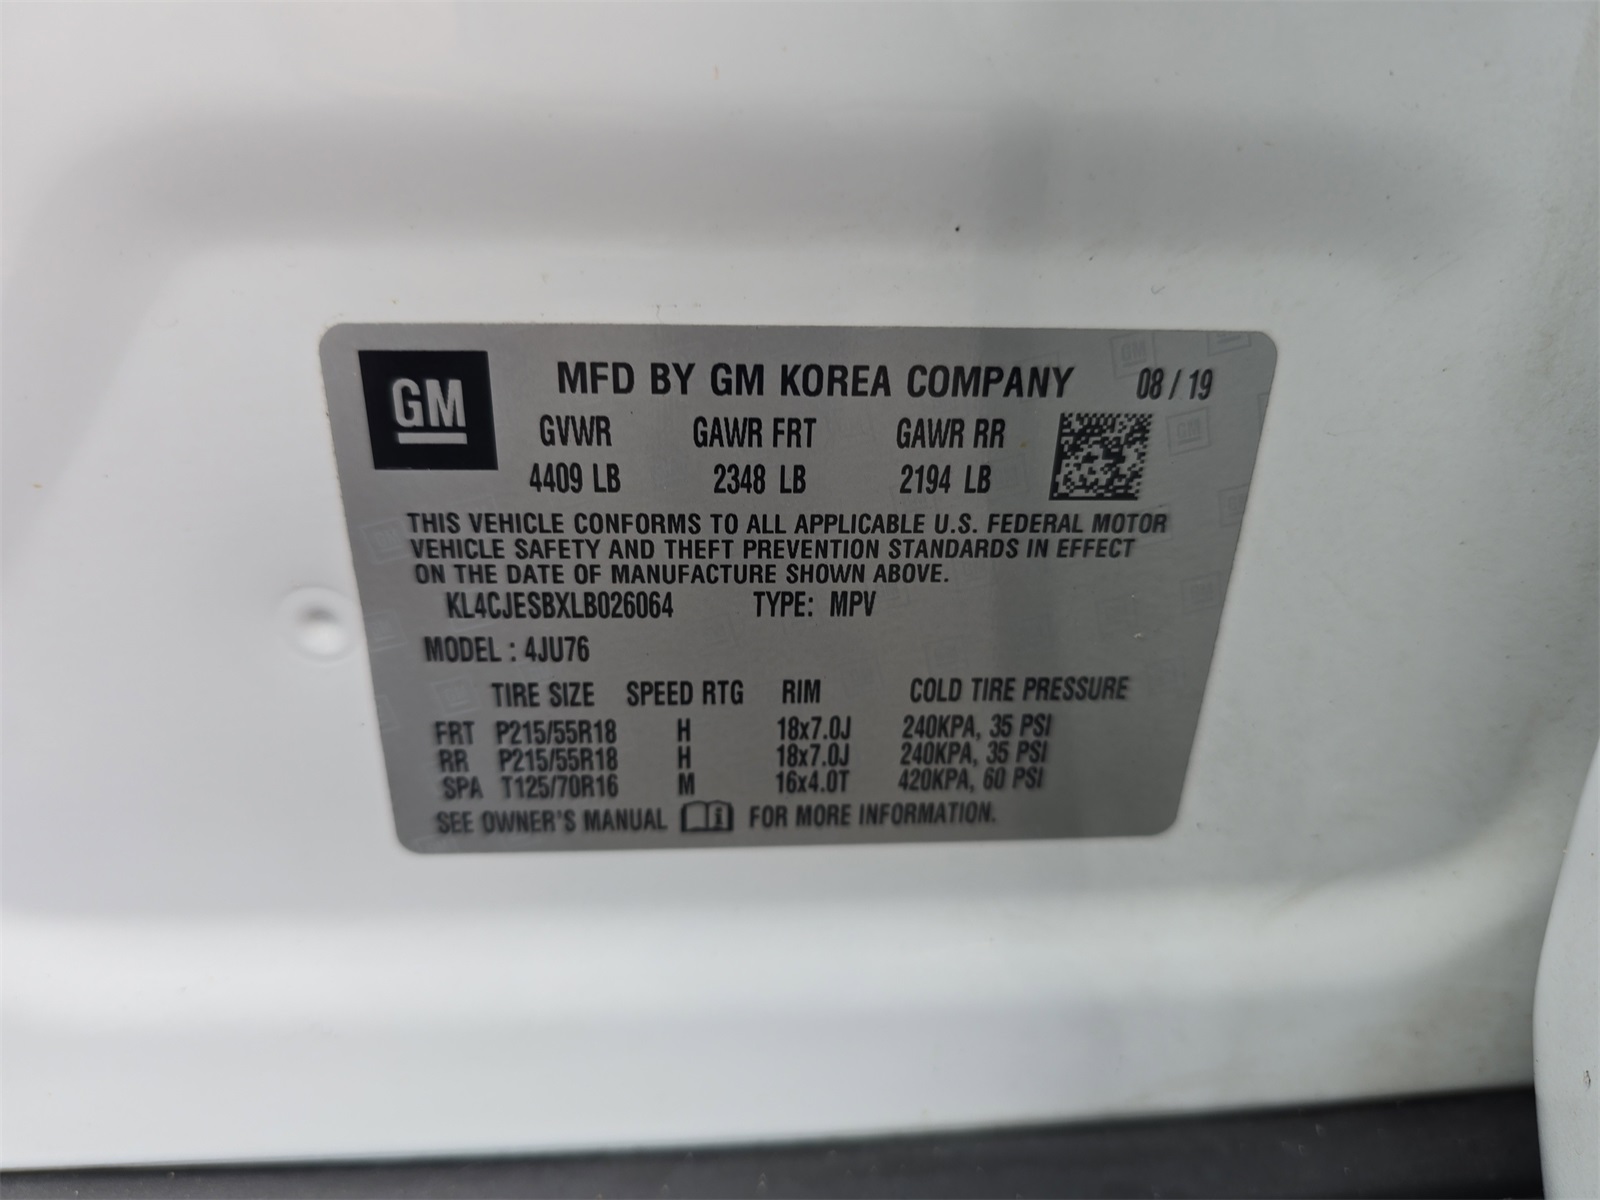 GM
MFD BY GM KOREA COMPANY 08 / 19
GVWR GAWR FRT GAWR RR
4409 LB 2348 LB 2194 LB
THIS VEHICLE CONFORMS TO ALL APPLICABLE U.S. FEDERAL MOTOR
VEHICLE SAFETY AND THEFT PREVENTION STANDARDS IN EFFECT
ON THE DATE OF MANUFACTURE SHOWN ABOVE.
KL4CJESBXLB026064 TYPE: MPV
MODEL : 4JU76
TIRE SIZE SPEED RTG RIM COLD TIRE PRESSURE
FRT P215/55R18 H 18x7.0J 240KPA, 35 PSI
RR P215/55R18 H 18x7.0J 240KPA, 35 PSI
SPA T125/70R16 M 16x4.0T 420KPA, 60 PSI
SEE OWNER'S MANUAL i FOR MORE INFORMATION.